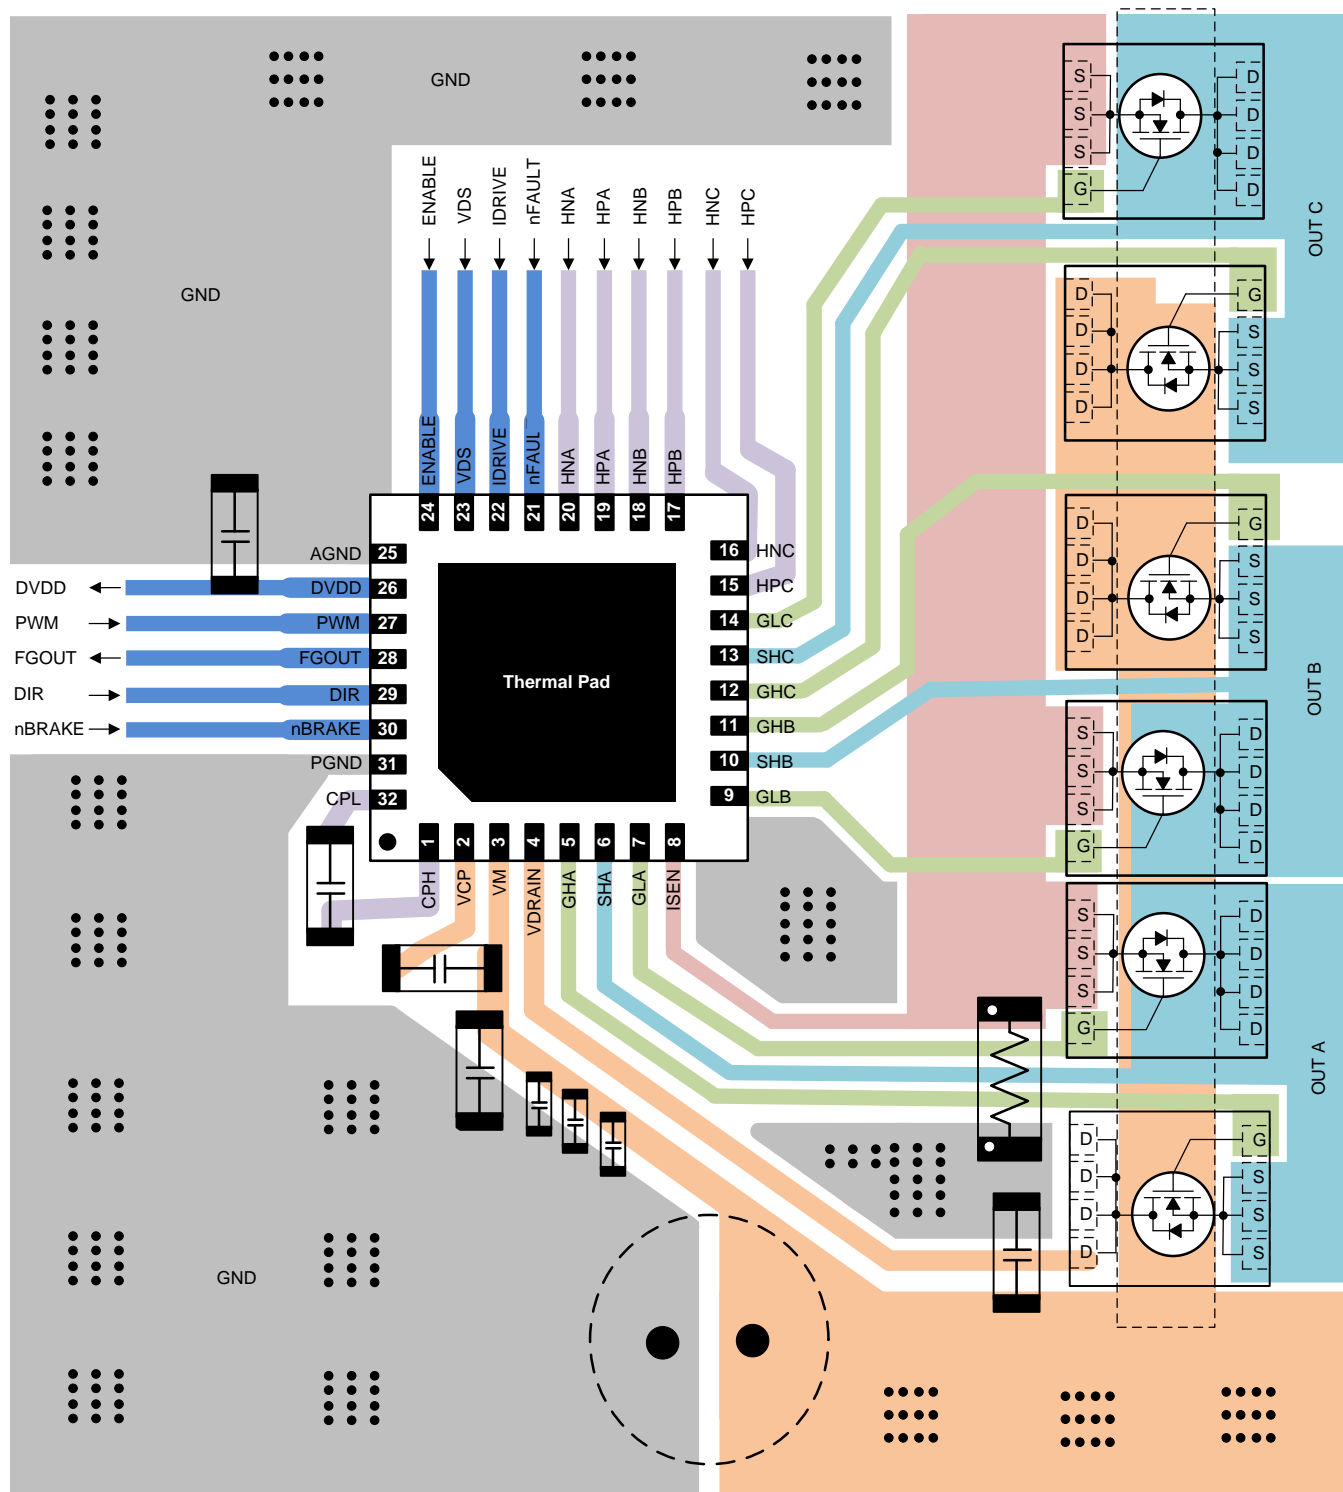 GND
GND
ENABLE
VDS
IDRIVE
nFAULT
HNA
HPA
HNB
HPB
HNC
HPC
ENABLE
VDS
IDRIVE
nFAUL
HNA
HPA
HNB
HPB
24
23
22
21
20
19
18
17
AGND 25
DVDD DVDD 26
PWM PWM 27
FGOUT FGOUT 28
DIR DIR 29
nBRAKE nBRAKE 30
PGND 31
CPL 32
Thermal Pad
16 HNC
15 HPC
14 GLC
13 SHC
12 GHC
11 GHB
10 SHB
9 GLB
1
2
3
4
5
6
7
8
CPH
VCP
VM
VDRAIN
GHA
SHA
GLA
ISEN
S D
S D
S D
G D
OUT C
D G
D S
D S
D S
D G
D S
D S
D S
OUT B
S D
S D
S D
G D
S D
S D
S D
G D
OUT A
D G
D S
D S
D S
GND